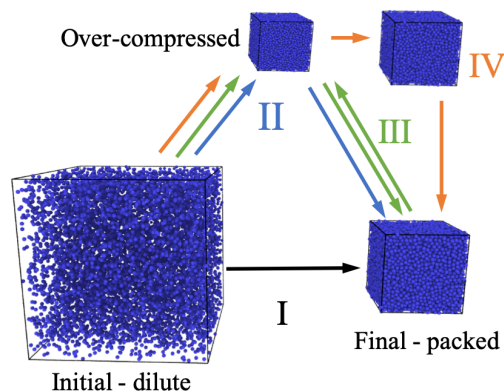 Over-compressed
IV
II
III
I
Final - packed
Initial - dilute